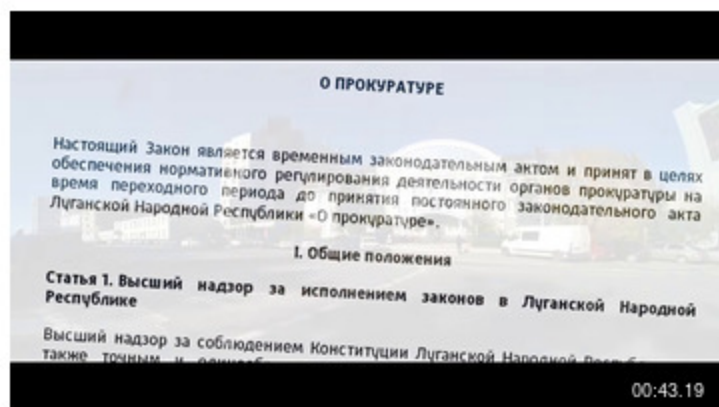 О ПРОКУРАТУРЕ
Настоящий Закон является временным законодательным актом и принят в целях
обеспечения нормативного регулирования деятельности органов прокуратуры на
время переходного периода до принятия постоянного законодательного акта
Луганской Народной Республики «О прокуратуре».
I. Общие положения
Статья 1. Высший надзор за исполнением законов в Луганской Народной
Республике
Высший надзор за соблюдением Конституции Луганской Народной
также точным и
00:43.19